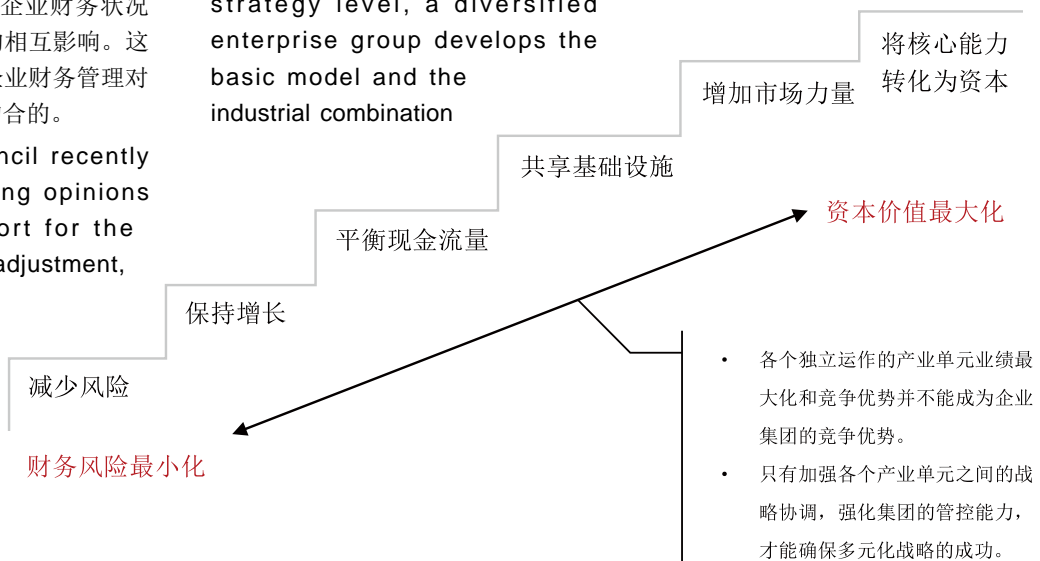 企业财务状况
相互影响。这
业财务管理对
合的。
ncil recently
ing opinions
ort for the
adjustment,
strategy level, a diversified
enterprise group develops the
basic model and the
industrial combination
将核心能力
转化为资本
增加市场力量
共享基础设施
平衡现金流量
保持增长
减少风险
资本价值最大化
财务风险最小化
• 各个独立运作的产业单元业绩最
大化和竞争优势并不能成为企业
集团的竞争优势。
• 只有加强各个产业单元之间的战
略协调，强化集团的管控能力，
才能确保多元化战略的成功。